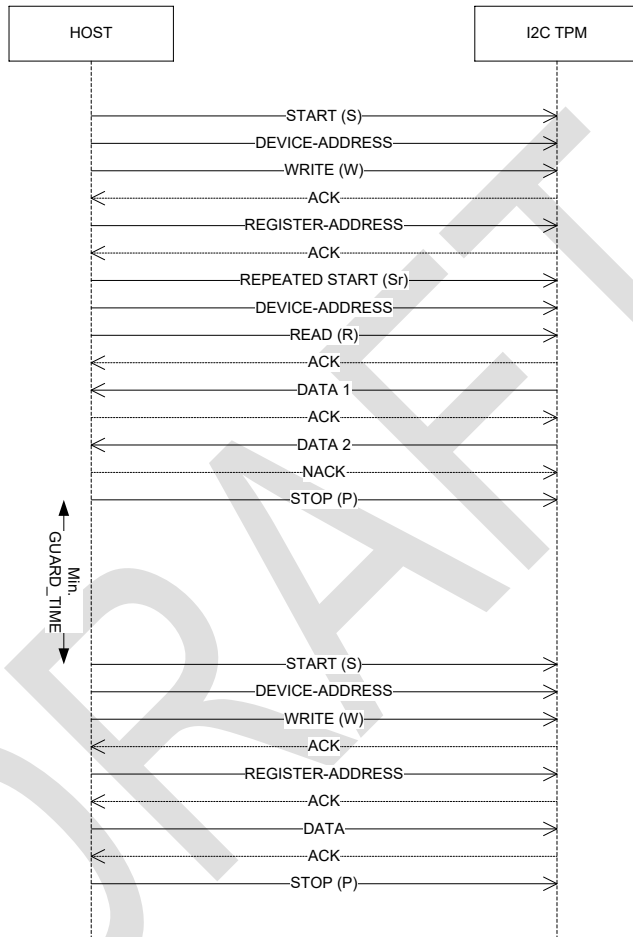 HOST
I2C TPM
START (S)
DEVICE-ADDRESS
WRITE (W)
ACK
REGISTER-ADDRESS
ACK
REPEATED START (Sr)
DEVICE-ADDRESS
READ (R)
ACK
DATA 1
ACK
DATA 2
NACK
STOP (P)
Min.
GUARD_TIME
START (S)
DEVICE-ADDRESS
WRITE (W)
ACK
REGISTER-ADDRESS
ACK
DATA
ACK
STOP (P)
DRAFT